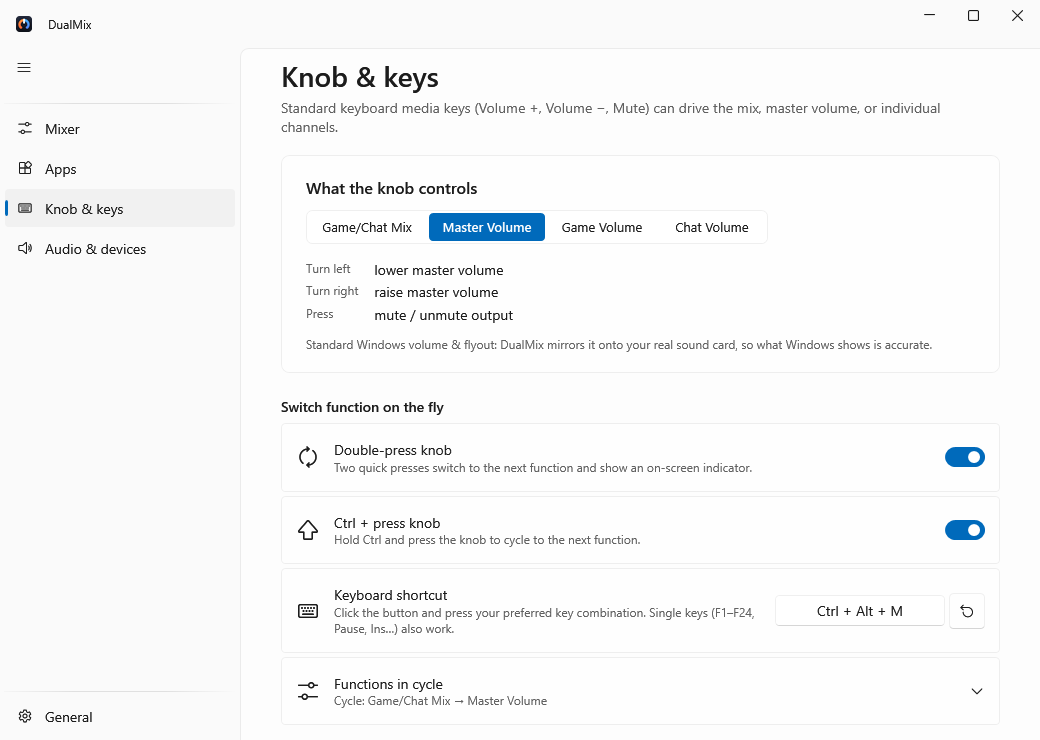 DualMix
Mixer
Apps
Knob & keys
Audio & devices
General
Knob & keys
Standard keyboard media keys (Volume +, Volume −, Mute) can drive the mix, master volume, or individual
channels.
What the knob controls
Game/Chat Mix Master Volume Game Volume Chat Volume
Turn left lower master volume
Turn right raise master volume
Press mute / unmute output
Standard Windows volume & flyout: DualMix mirrors it onto your real sound card, so what Windows shows is accurate.
Switch function on the fly
Double-press knob
Two quick presses switch to the next function and show an on-screen indicator.
Ctrl + press knob
Hold Ctrl and press the knob to cycle to the next function.
Keyboard shortcut
Click the button and press your preferred key combination. Single keys (F1–F24,
Pause, Ins...) also work.
Ctrl + Alt + M
Functions in cycle
Cycle: Game/Chat Mix → Master Volume